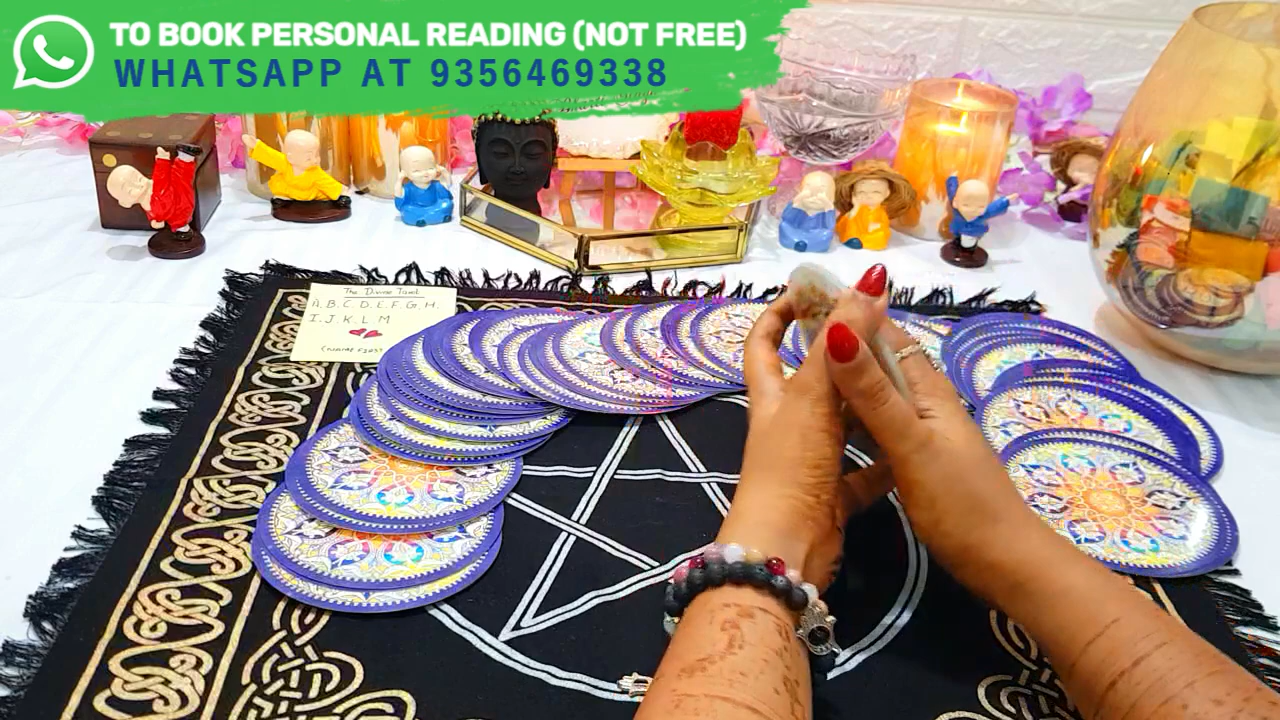 TO BOOK PERSONAL READING (NOT FREE)
WHATSAPP AT 9356469338
The Divine Tarot
A, B, C, D, E, F, G, H,
I, J, K, L, M